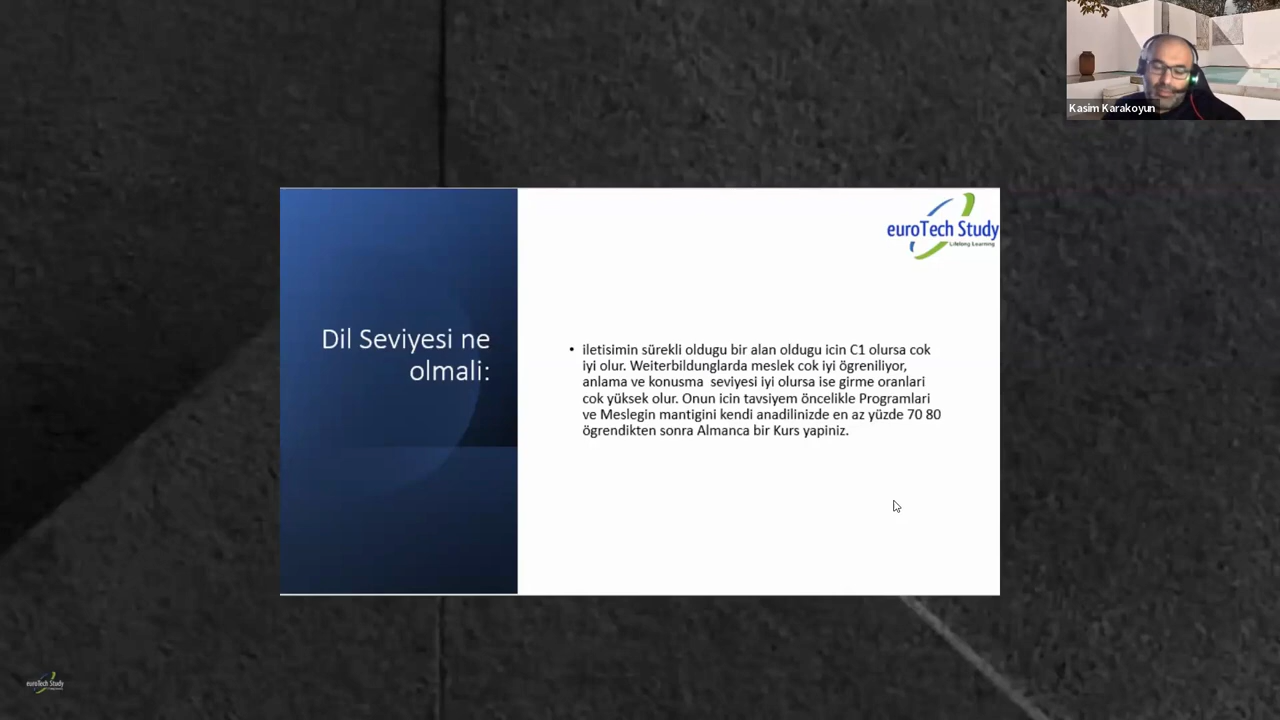 Kasim Karakoyun
euroTech Study
Lifelong Learning
Dil Seviyesi ne
olmali:
• iletisimin sürekli oldugu bir alan oldugu icin C1 olursa cok
iyi olur. Weiterbildunglarda meslek cok iyi ögreniliyor,
anlama ve konusma seviyesi iyi olursa ise girme oranlari
cok yüksek olur. Onun icin tavsiyem öncelikle Programlari
ve Meslegin mantigini kendi anadilinizde en az yüzde 70 80
ögrendikten sonra Almanca bir Kurs yapiniz.
euroTech Study